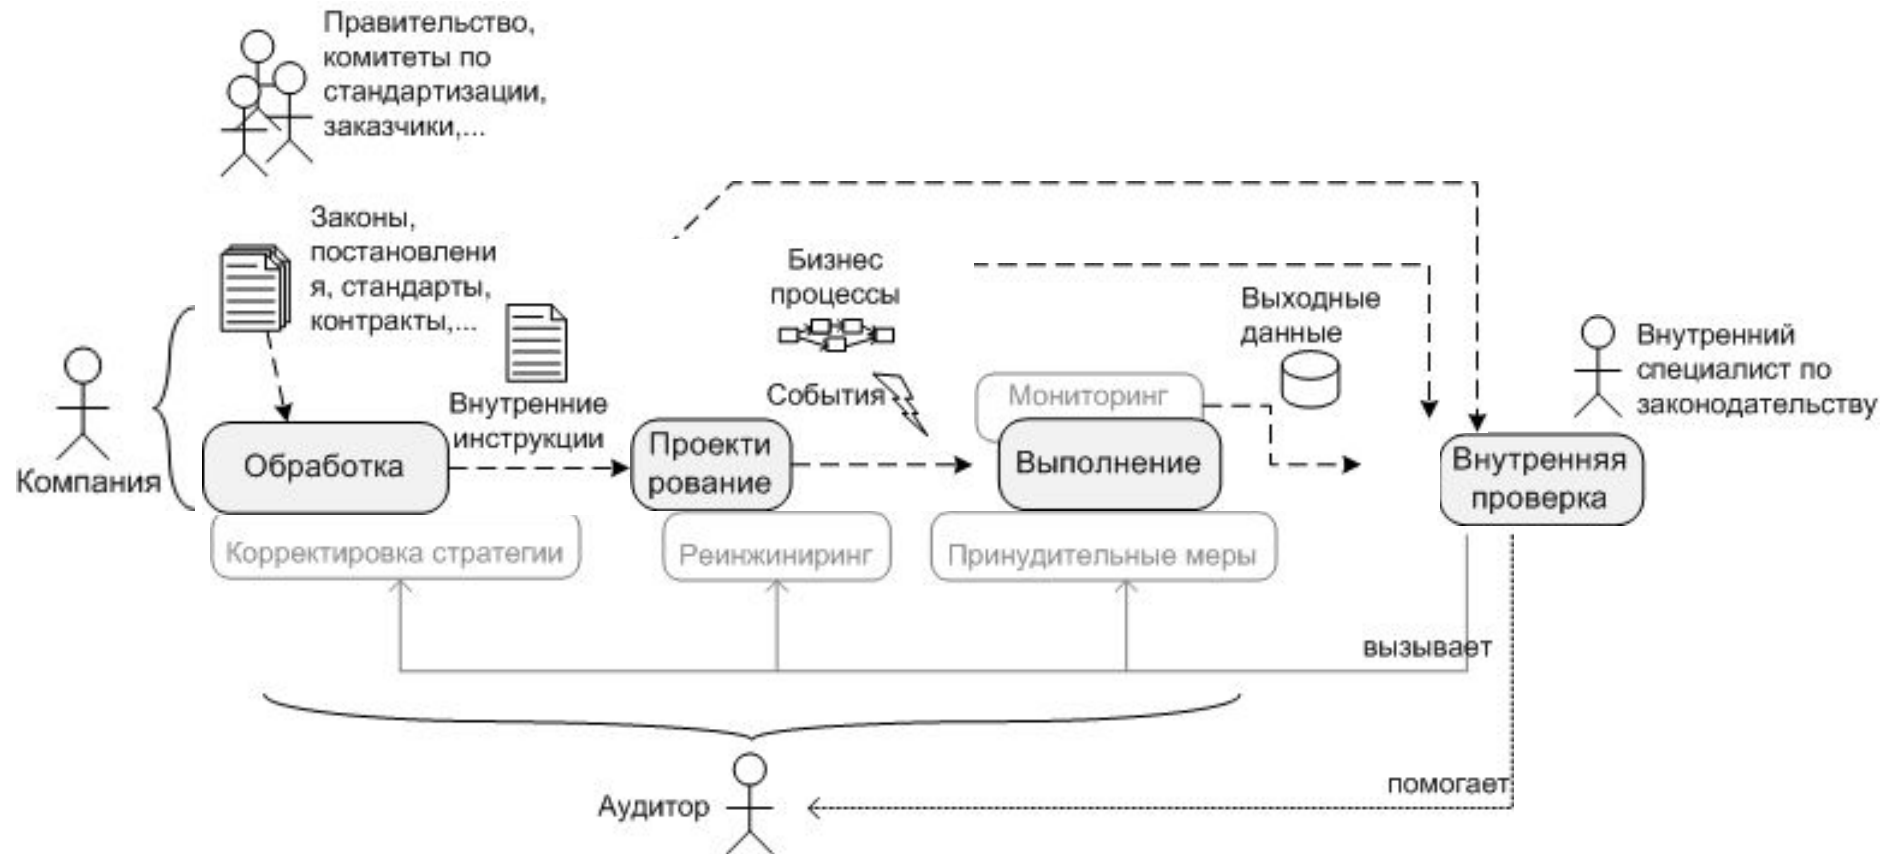 Правительство,
комитеты по
стандартизации,
заказчики,...
Законы,
постановлени
я, стандарты,
контракты,...
Бизнес
процессы
Выходные
данные
Внутренний
специалист по
законодательству
Мониторинг
События
Внутренние
инструкции
Компания
Обработка
Проекти
рование
Выполнение
Внутренняя
проверка
Корректировка стратегии
Реинжиниринг
Принудительные меры
вызывает
помогает
Аудитор